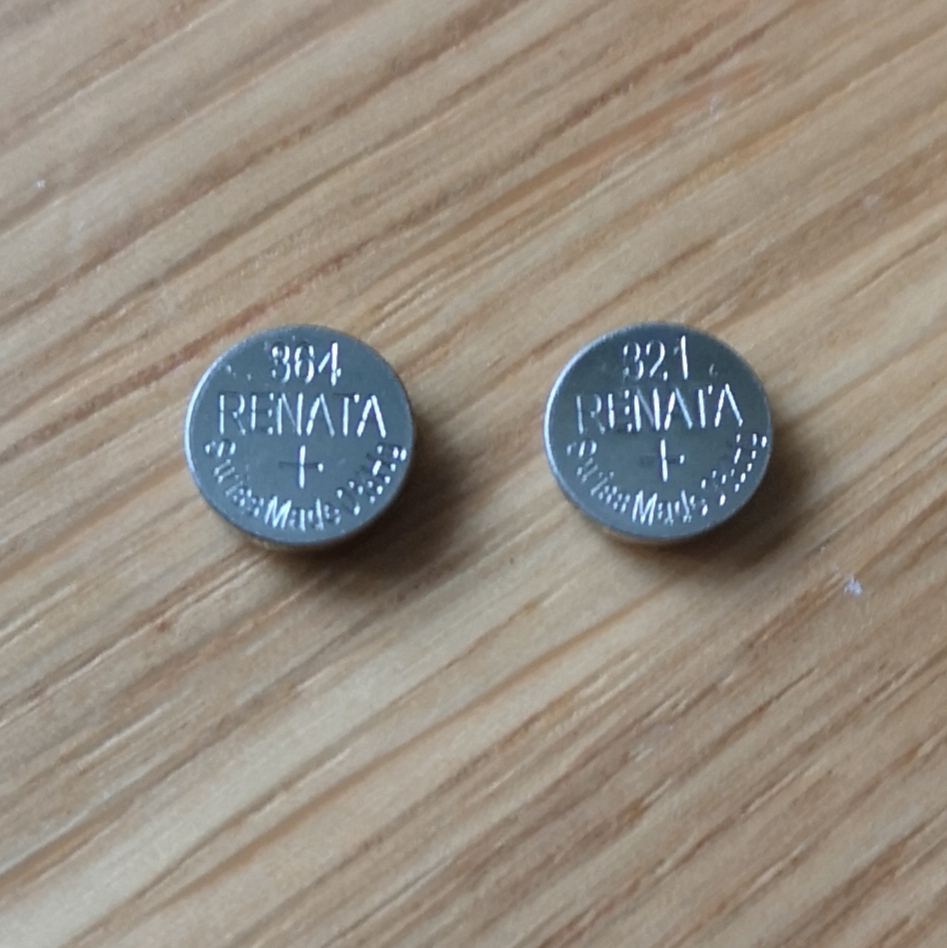 364
RENATA
+
Swiss Made
321
RENATA
+
Swiss Made